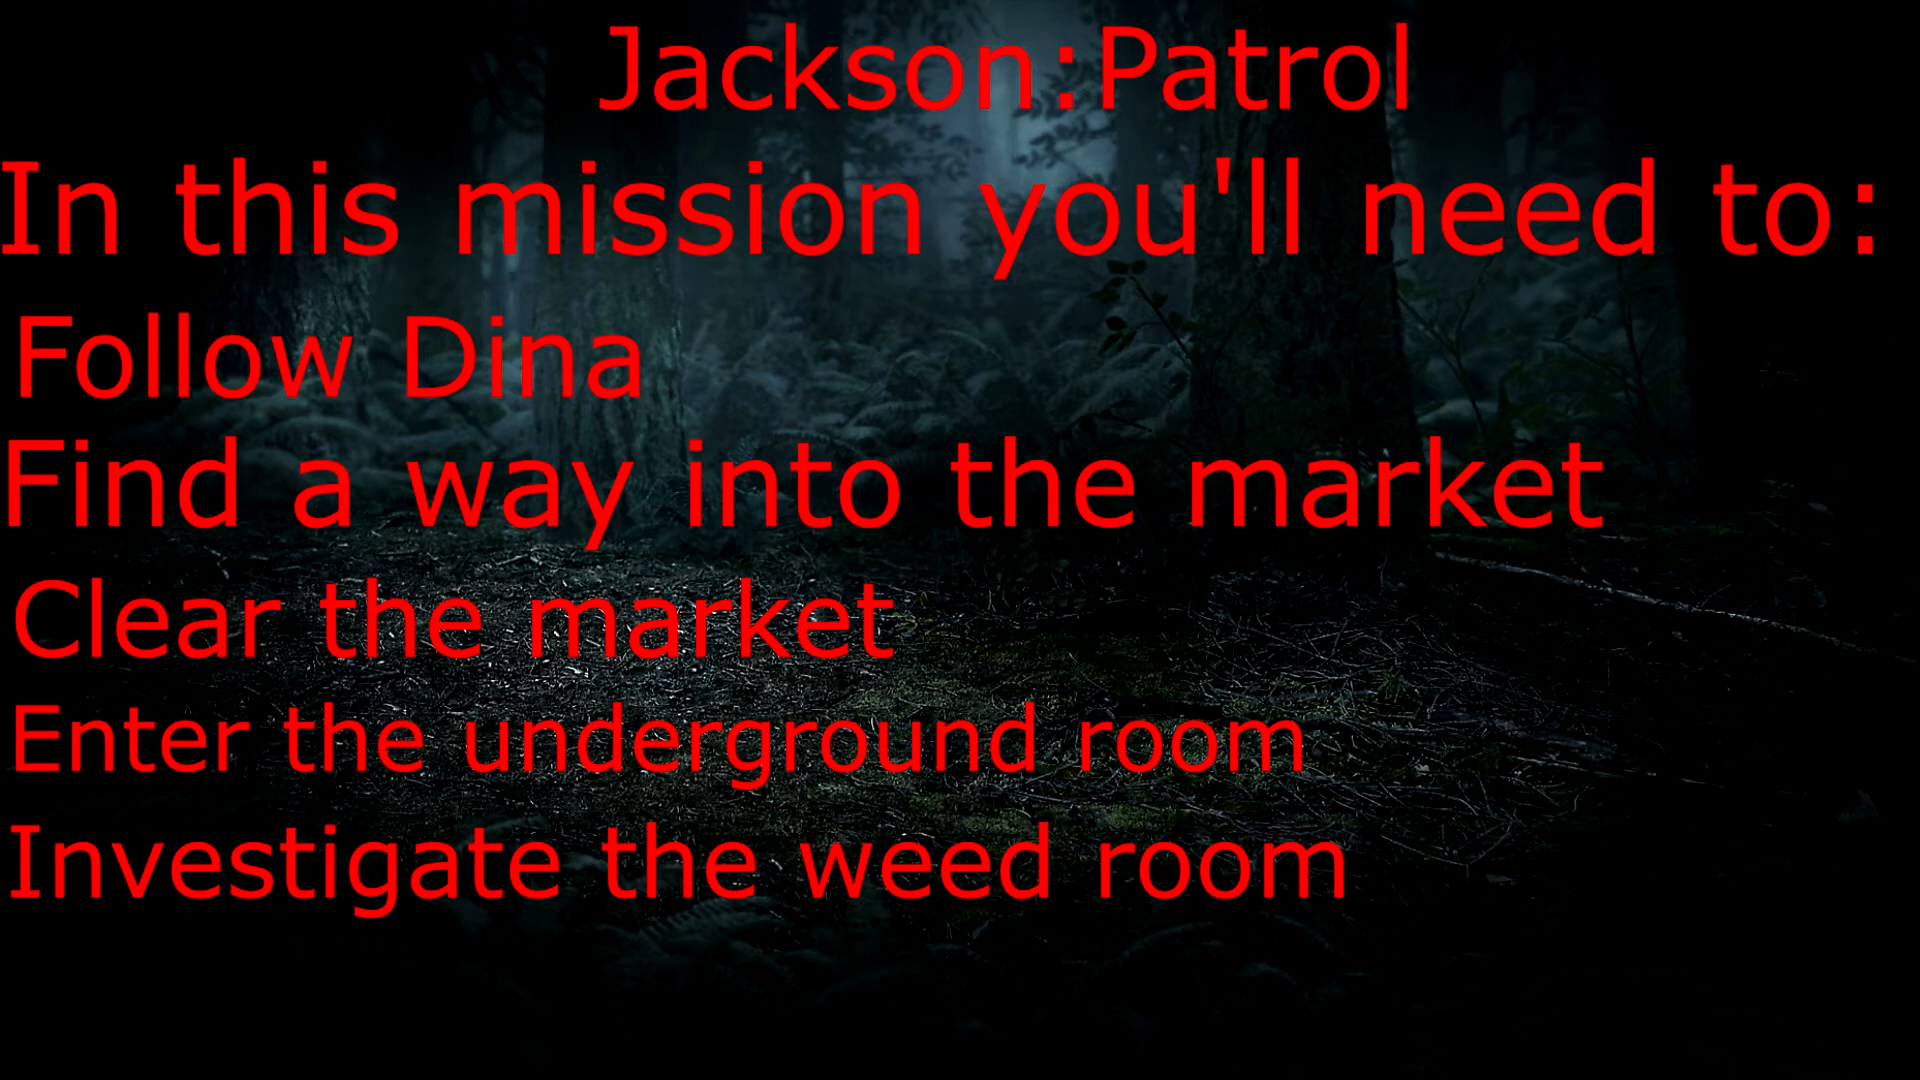 Jackson:Patrol
In this mission you'll need to:
Follow Dina
Find a way into the market
Clear the market
Enter the underground room
Investigate the weed room